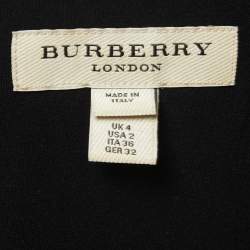 BURBERRY
LONDON
MADE IN
ITALY
UK 4
USA 2
ITA 36
GER 32